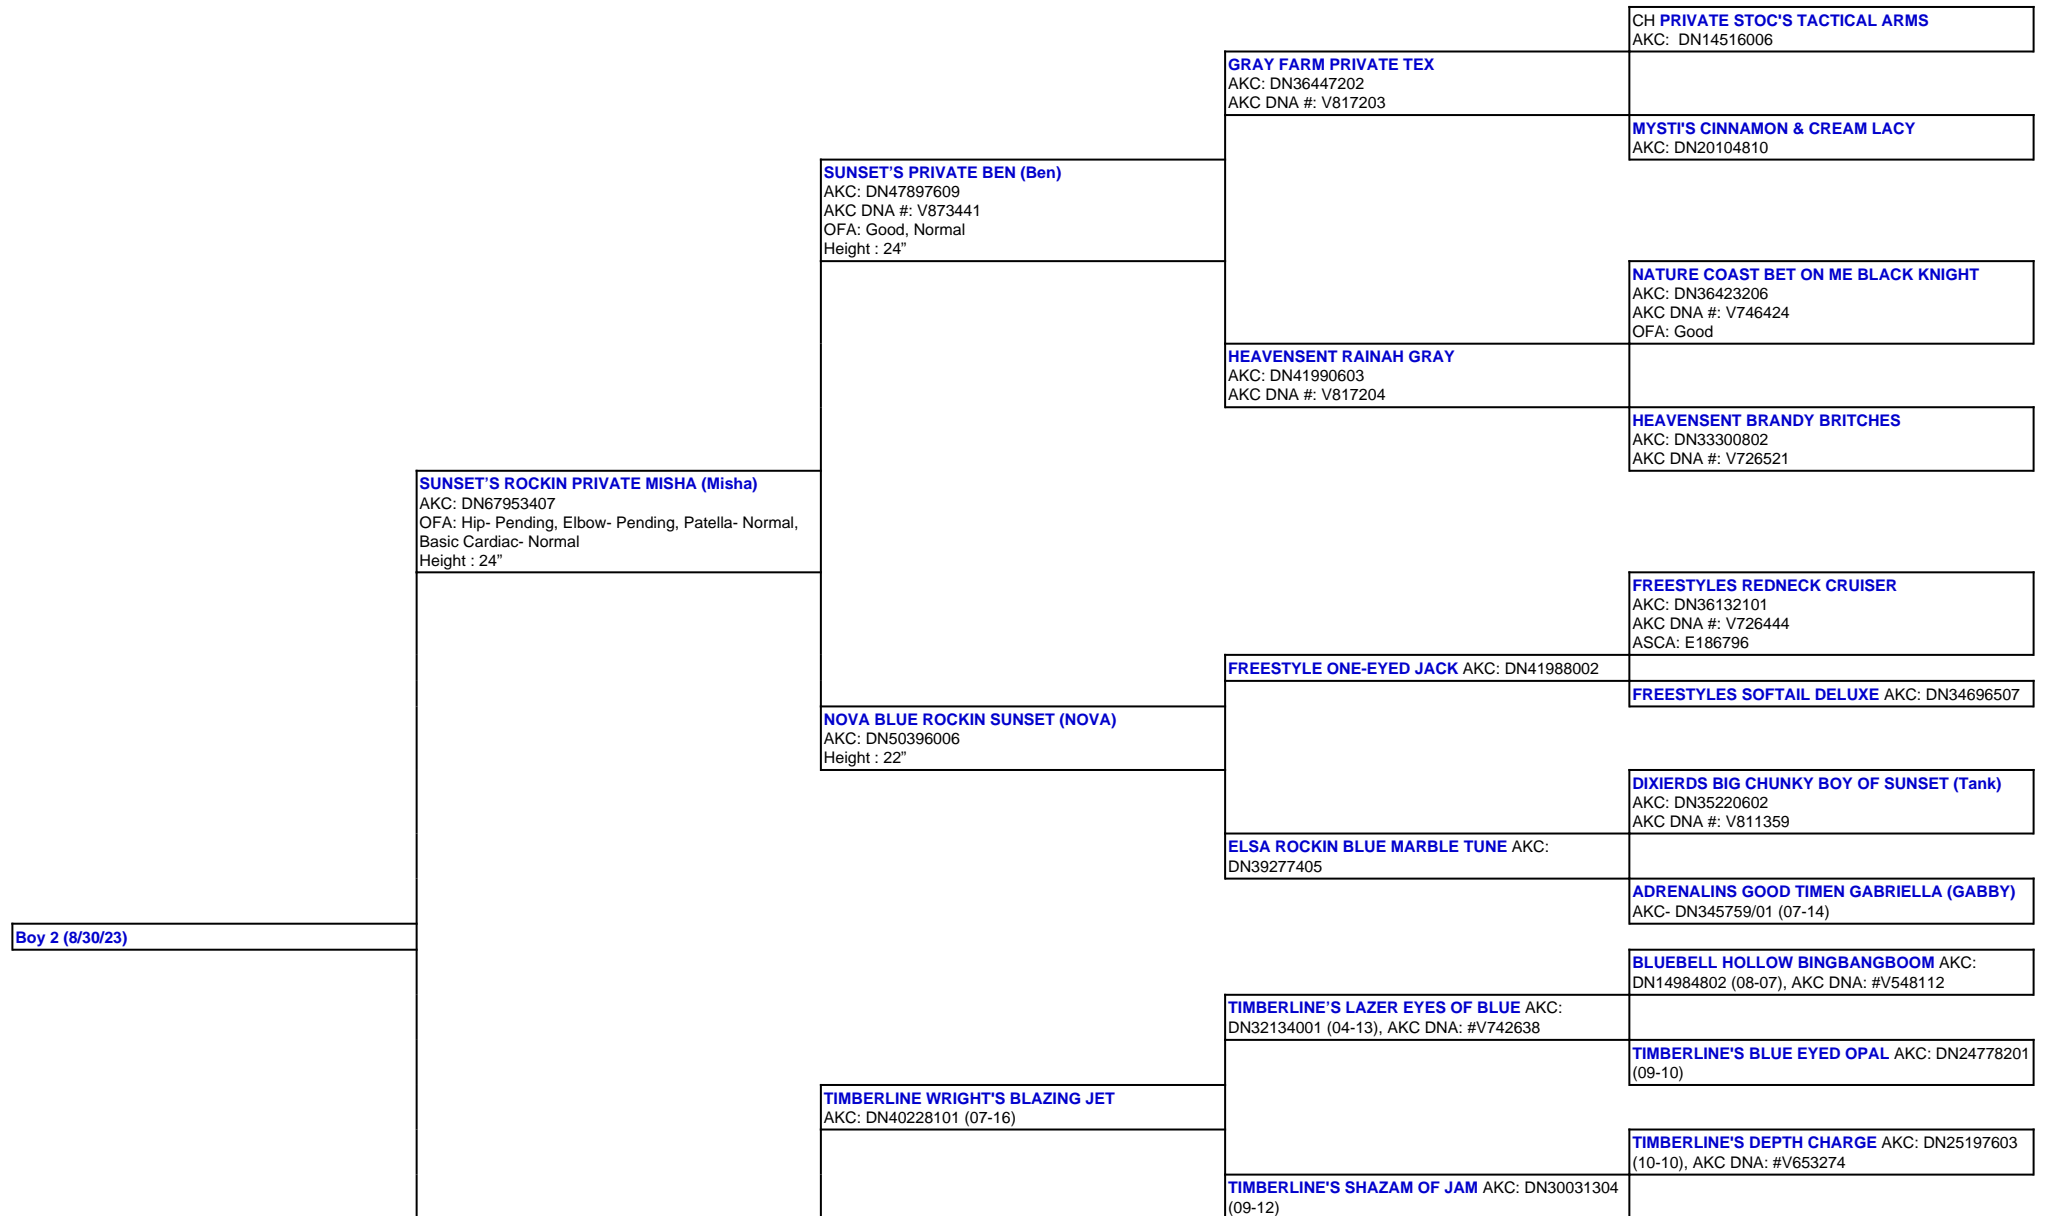 CH PRIVATE STOC'S TACTICAL ARMS
AKC:  DN14516006
GRAY FARM PRIVATE TEX
AKC: DN36447202
AKC DNA #: V817203
MYSTI'S CINNAMON & CREAM LACY
AKC: DN20104810
SUNSET’S PRIVATE BEN (Ben)
AKC: DN47897609
AKC DNA #: V873441
OFA: Good, Normal
Height : 24”
NATURE COAST BET ON ME BLACK KNIGHT
AKC: DN36423206
AKC DNA #: V746424
OFA: Good
HEAVENSENT RAINAH GRAY
AKC: DN41990603
AKC DNA #: V817204
HEAVENSENT BRANDY BRITCHES
AKC: DN33300802
AKC DNA #: V726521
SUNSET’S ROCKIN PRIVATE MISHA (Misha)
AKC: DN67953407
OFA: Hip- Pending, Elbow- Pending, Patella- Normal,
Basic Cardiac- Normal
Height : 24”
FREESTYLES REDNECK CRUISER
AKC: DN36132101
AKC DNA #: V726444
ASCA: E186796
FREESTYLE ONE-EYED JACK AKC: DN41988002
FREESTYLES SOFTAIL DELUXE AKC: DN34696507
NOVA BLUE ROCKIN SUNSET (NOVA)
AKC: DN50396006
Height : 22”
DIXIERDS BIG CHUNKY BOY OF SUNSET (Tank)
AKC: DN35220602
AKC DNA #: V811359
ELSA ROCKIN BLUE MARBLE TUNE AKC:
DN39277405
ADRENALINS GOOD TIMEN GABRIELLA (GABBY)
AKC- DN345759/01 (07-14)
Boy 2 (8/30/23)
BLUEBELL HOLLOW BINGBANGBOOM AKC:
DN14984802 (08-07), AKC DNA: #V548112
TIMBERLINE’S LAZER EYES OF BLUE AKC:
DN32134001 (04-13), AKC DNA: #V742638
TIMBERLINE'S BLUE EYED OPAL AKC: DN24778201
(09-10)
TIMBERLINE WRIGHT'S BLAZING JET
AKC: DN40228101 (07-16)
TIMBERLINE'S DEPTH CHARGE AKC: DN25197603
(10-10), AKC DNA: #V653274
TIMBERLINE'S SHAZAM OF JAM AKC: DN30031304
(09-12)